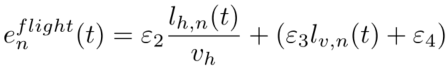 $e_n^{flight}(t) = \varepsilon_2 \frac{l_{h,n}(t)}{v_h} + (\varepsilon_3 l_{v,n}(t) + \varepsilon_4)$